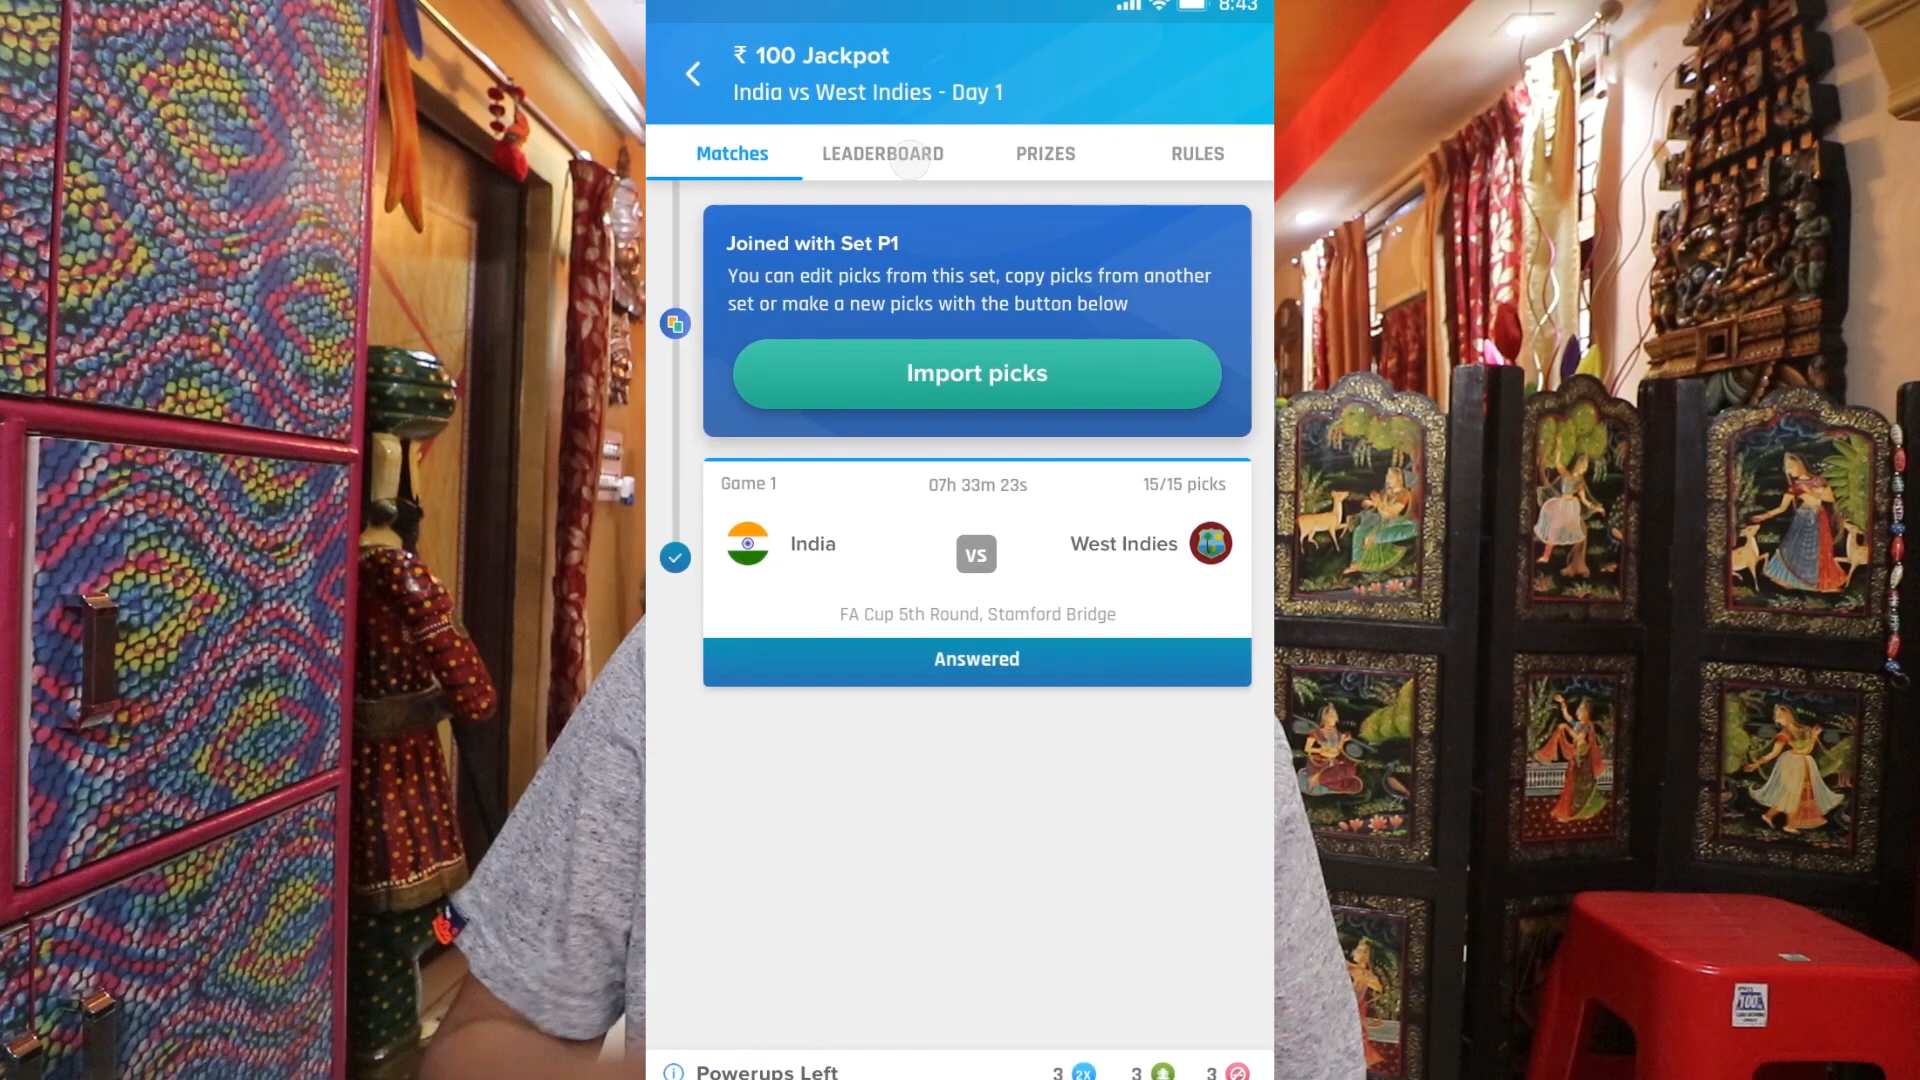 8:43
₹ 100 Jackpot
India vs West Indies - Day 1
Matches LEADERBOARD PRIZES RULES
Joined with Set P1
You can edit picks from this set, copy picks from another
set or make a new picks with the button below
Import picks
Game 1 07h 33m 23s 15/15 picks
India VS West Indies
FA Cup 5th Round, Stamford Bridge
Answered
Powerups Left 3 2X 3 3
100%